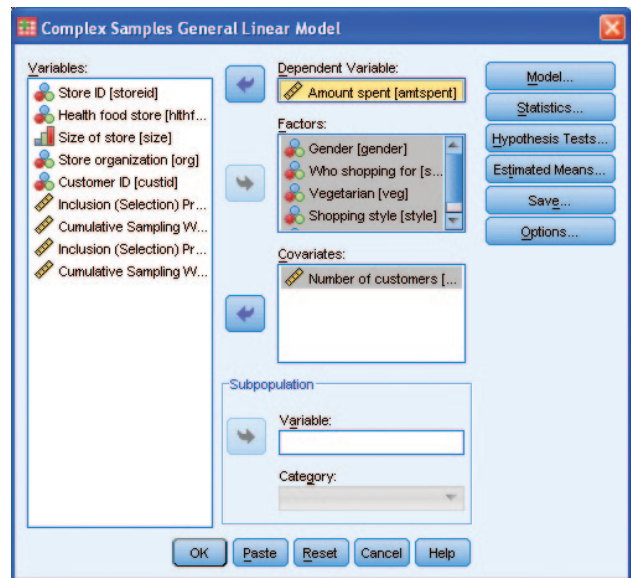 Complex Samples General Linear Model
Variables:
Store ID [storeid]
Health food store [hlthf...
Size of store [size]
Store organization [org]
Customer ID [custid]
Inclusion (Selection) Pr...
Cumulative Sampling W...
Inclusion (Selection) Pr...
Cumulative Sampling W...
Dependent Variable:
Amount spent [amtspent]
Factors:
Gender [gender]
Who shopping for [s...
Vegetarian [veg]
Shopping style [style]
Covariates:
Number of customers [...
Subpopulation
Variable:
Category:
Model...
Statistics...
Hypothesis Tests...
Estimated Means...
Save...
Options...
OK Paste Reset Cancel Help